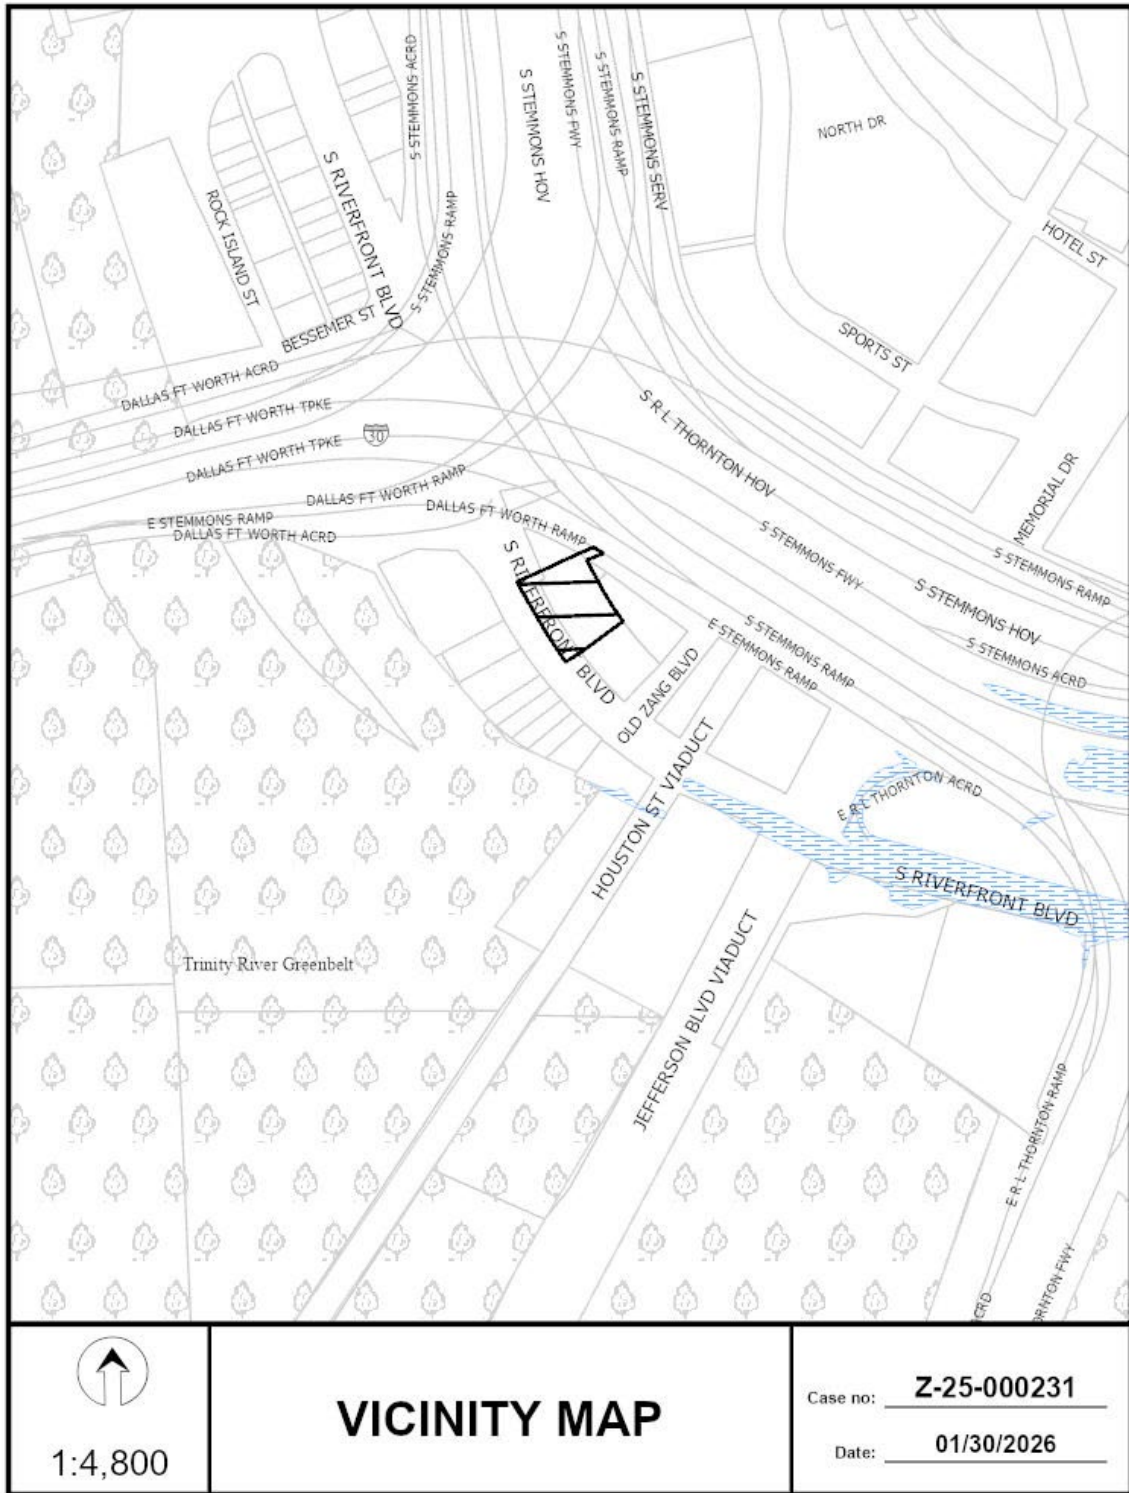 S STEMMONS ACRD
S STEMMONS HOV
S STEMMONS FWY
S STEMMONS RAMP
S STEMMONS SERV
NORTH DR
HOTEL ST
ROCK ISLAND ST
S RIVERFRONT BLVD
S STEMMONS RAMP
BESSEMER ST
SPORTS ST
DALLAS FT WORTH ACRD
DALLAS FT WORTH TPKE
30
DALLAS FT WORTH TPKE
S R L THORNTON HOV
MEMORIAL DR
DALLAS FT WORTH RAMP
DALLAS FT WORTH RAMP
E STEMMONS RAMP
DALLAS FT WORTH ACRD
S STEMMONS FWY
S STEMMONS RAMP
S RIVERFRONT BLVD
S STEMMONS HOV
S STEMMONS RAMP
E STEMMONS RAMP
S STEMMONS ACRD
OLD ZANG BLVD
HOUSTON ST VIADUCT
E R L THORNTON ACRD
S RIVERFRONT BLVD
Trinity River Greenbelt
JEFFERSON BLVD VIADUCT
E R L THORNTON RAMP
ACRD
ORNTON FWY
1:4,800
VICINITY MAP
Case no: Z-25-000231
Date: 01/30/2026